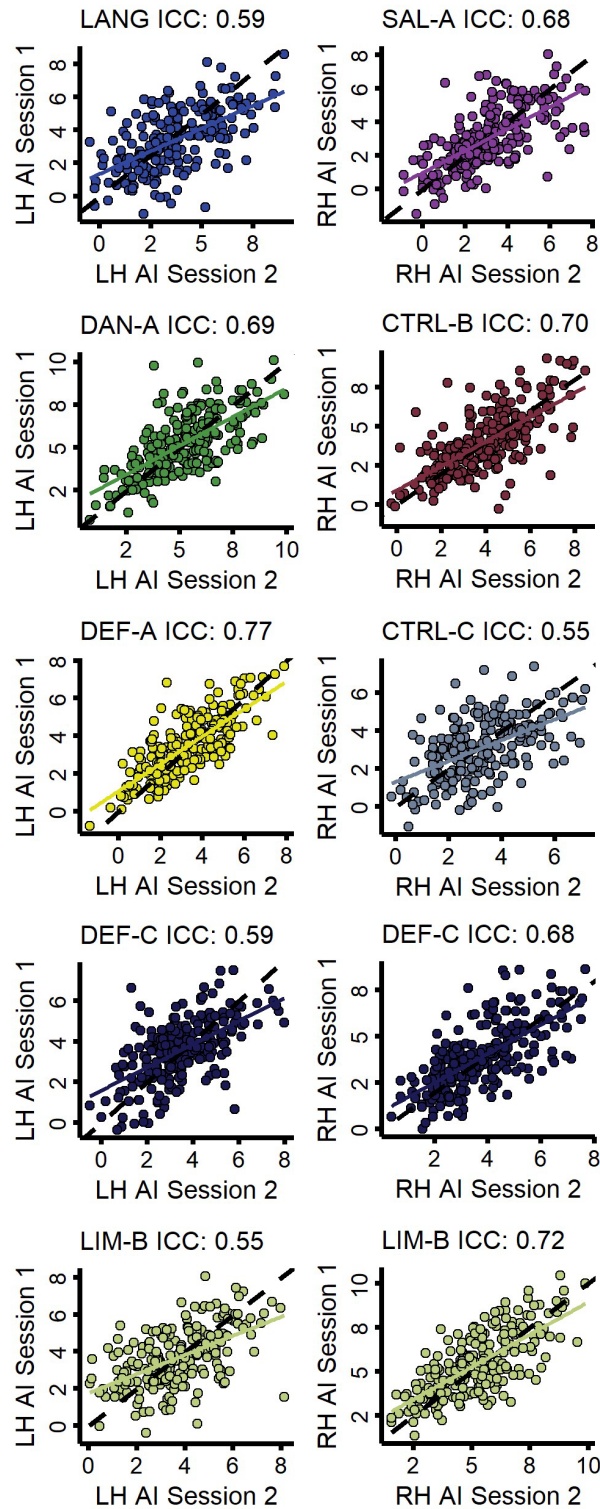 LANG ICC: 0.59
SAL-A ICC: 0.68
LH AI Session 1
8
6
4
2
0
0 2 5 8
LH AI Session 2
RH AI Session 1
8
6
4
2
0
0 2 4 6 8
RH AI Session 2
DAN-A ICC: 0.69
CTRL-B ICC: 0.70
LH AI Session 1
10
8
5
2
2 5 8 10
LH AI Session 2
RH AI Session 1
8
5
2
0
0 2 4 6 8
RH AI Session 2
DEF-A ICC: 0.77
CTRL-C ICC: 0.55
LH AI Session 1
8
6
4
2
0
0 2 4 6 8
LH AI Session 2
RH AI Session 1
6
4
2
0
0 2 4 6
RH AI Session 2
DEF-C ICC: 0.59
DEF-C ICC: 0.68
LH AI Session 1
6
4
2
0
0 2 4 6 8
LH AI Session 2
RH AI Session 1
8
5
2
0
2 4 6 8
RH AI Session 2
LIM-B ICC: 0.55
LIM-B ICC: 0.72
LH AI Session 1
8
6
4
2
0
0 2 4 6 8
LH AI Session 2
RH AI Session 1
10
8
5
2
2 5 8 10
RH AI Session 2